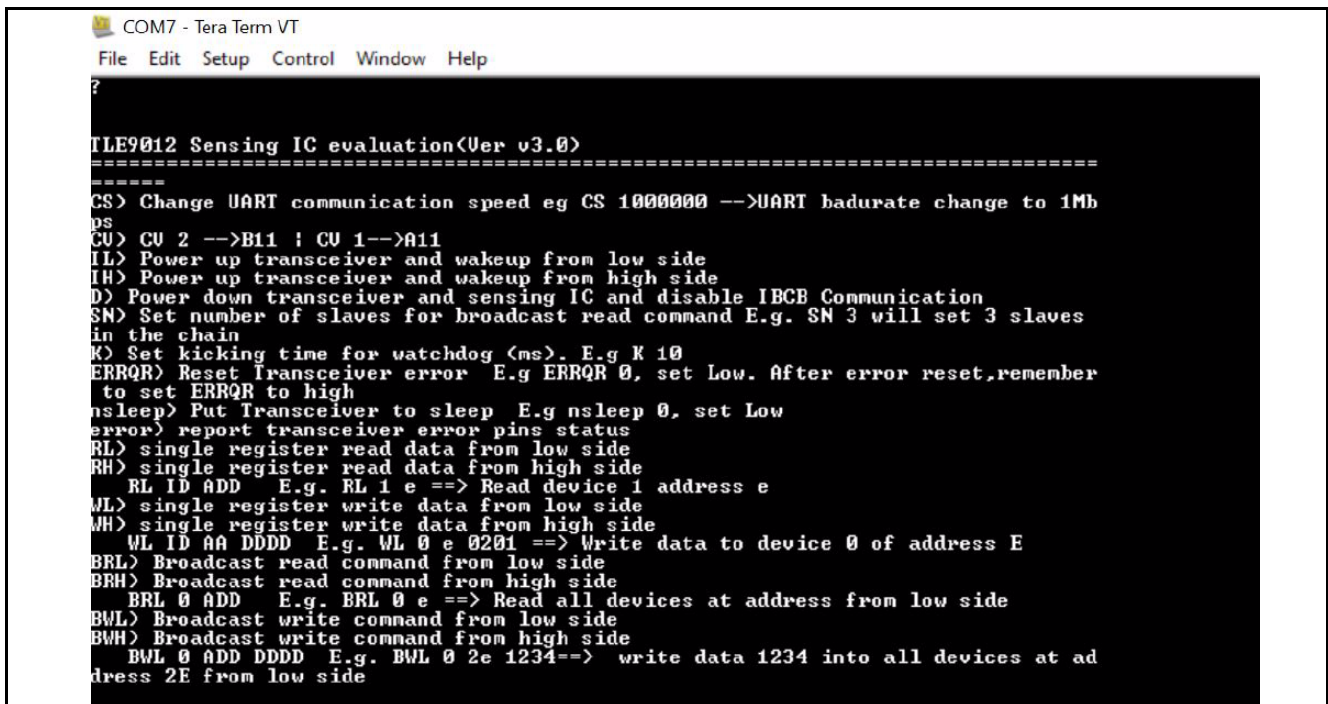 COM7 - Tera Term VT
File Edit Setup Control Window Help
?
TLE9012 Sensing IC evaluation(Ver v3.0)
===================================================================================
======
CS) Change UART communication speed eg CS 1000000 -->UART badurate change to 1Mb
ps
CV) CV 2 -->B11 | CV 1-->A11
IL) Power up transceiver and wakeup from low side
IH) Power up transceiver and wakeup from high side
D) Power down transceiver and sensing IC and disable IBCB Communication
SN) Set number of slaves for broadcast read command E.g. SN 3 will set 3 slaves
in the chain
K) Set kicking time for watchdog (ms). E.g K 10
ERRQR) Reset Transceiver error  E.g ERRQR 0, set Low. After error reset,remember
 to set ERRQR to high
nsleep) Put Transceiver to sleep  E.g nsleep 0, set Low
error) report transceiver error pins status
RL) single register read data from low side
RH) single register read data from high side
   RL ID ADD   E.g. RL 1 e ==> Read device 1 address e
WL) single register write data from low side
WH) single register write data from high side
   WL ID AA DDDD  E.g. WL 0 e 0201 ==> Write data to device 0 of address E
BRL) Broadcast read command from low side
BRH) Broadcast read command from high side
   BRL 0 ADD   E.g. BRL 0 e ==> Read all devices at address from low side
BWL) Broadcast write command from low side
BWH) Broadcast write command from high side
   BWL 0 ADD DDDD  E.g. BWL 0 2e 1234==>  write data 1234 into all devices at ad
dress 2E from low side